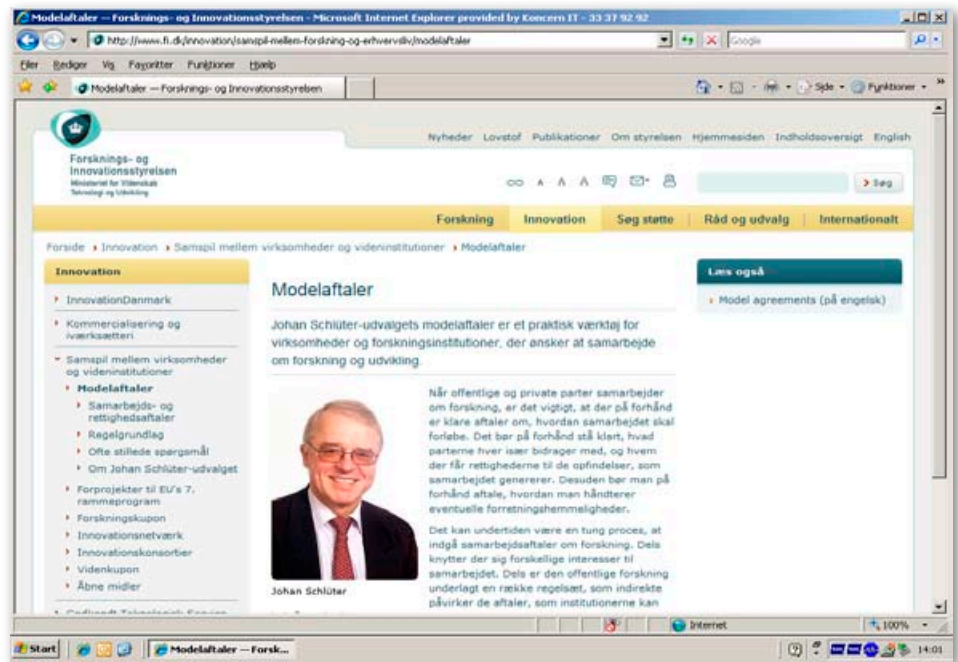 Modelaftaler — Forsknings- og Innovationsstyrelsen - Microsoft Internet Explorer provided by Koncern IT - 33 37 92 92
http://www.fi.dk/innovation/samspil-mellem-forskning-og-erhvervsliv/modelaftaler
Google
Filer Rediger Vis Favoritter Funktioner Hjælp
Modelaftaler — Forsknings- og Innovationsstyrelsen
Side Funktioner
Nyheder Lovstof Publikationer Om styrelsen Hjemmesiden Indholdsoversigt English
Forsknings- og
Innovationsstyrelsen
Ministeriet for Videnskab
Teknologi og Udvikling
A A A
Søg
Forskning Innovation Søg støtte Råd og udvalg Internationalt
Forside Innovation Samspil mellem virksomheder og videninstitutioner Modelaftaler
Innovation
InnovationDanmark
Kommercialisering og
iværksætteri
Samspil mellem virksomheder
og videninstitutioner
Modelaftaler
Samarbejds- og
rettighedsaftaler
Regelgrundlag
Ofte stillede spørgsmål
Om Johan Schlüter-udvalget
Forprojekter til EU's 7.
rammeprogram
Forskningskupon
Innovationsnetværk
Innovationskonsortier
Videnkupon
Åbne midler
Godkendt Teknologisk Service
Modelaftaler
Johan Schlüter-udvalgets modelaftaler er et praktisk værktøj for
virksomheder og forskningsinstitutioner, der ønsker at samarbejde
om forskning og udvikling.
Johan Schlüter
Når offentlige og private parter samarbejder
om forskning, er det vigtigt, at der på forhånd
er klare aftaler om, hvordan samarbejdet skal
forløbe. Det bør på forhånd stå klart, hvad
parterne hver især bidrager med, og hvem
der får rettighederne til de opfindelser, som
samarbejdet genererer. Desuden bør man på
forhånd aftale, hvordan man håndterer
eventuelle forretningshemmeligheder.
Det kan undertiden være en tung proces, at
indgå samarbejdsaftaler om forskning. Dels
knytter der sig forskellige interesser til
samarbejdet. Dels er den offentlige forskning
underlagt en række regelsæt, som indirekte
påvirker de aftaler, som institutionerne kan
Læs også
Model agreements (på engelsk)
Internet 100%
Start Modelaftaler — Forsk... 14:01